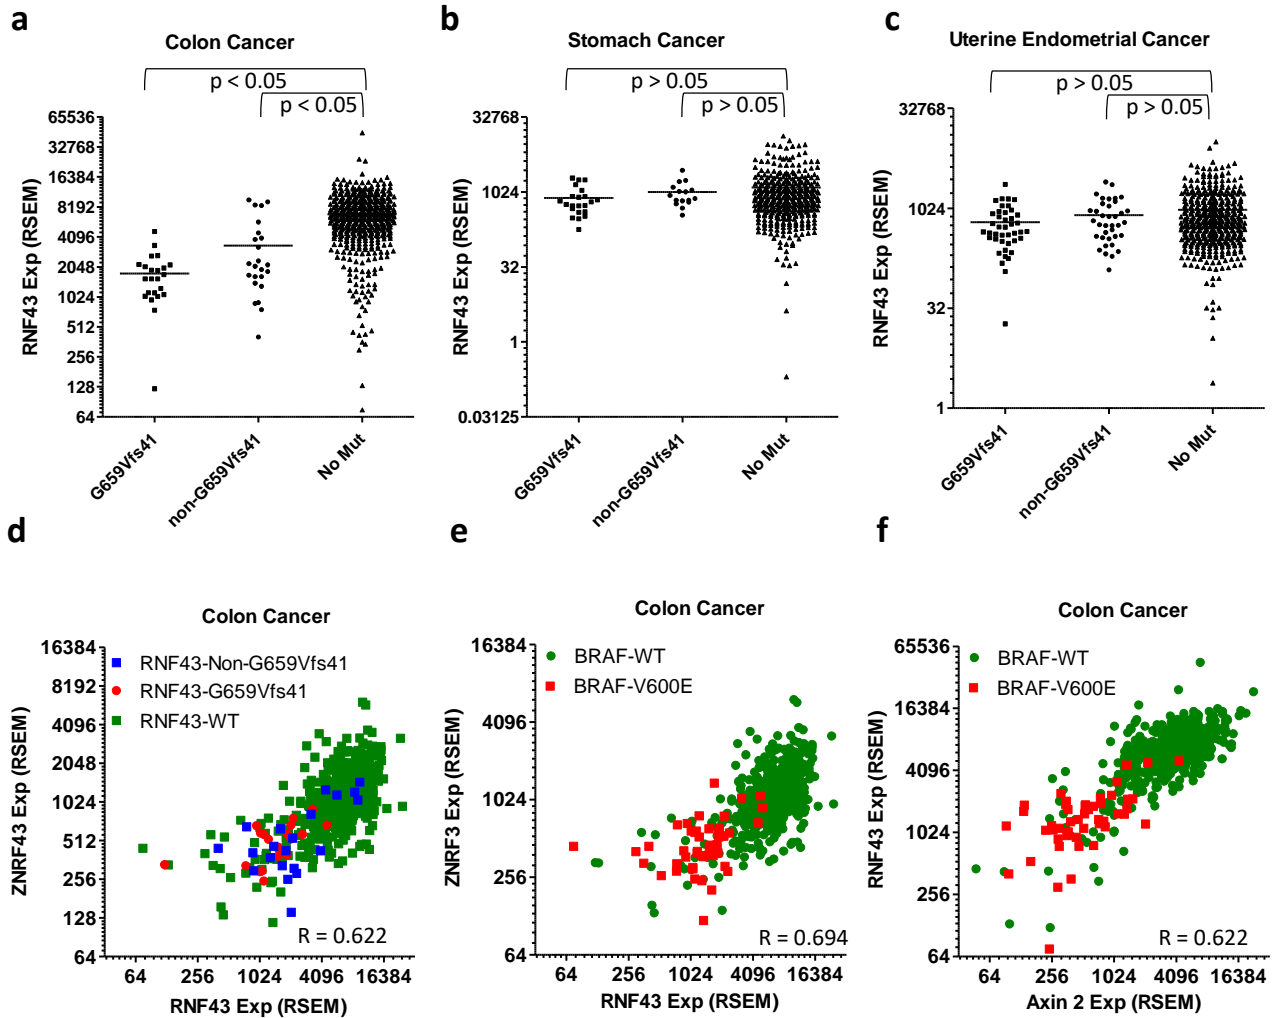 a
Colon Cancer
p < 0.05
p < 0.05
65536
32768
16384
8192
4096
2048
1024
512
256
128
64
RNF43 Exp (RSEM)
G659Vfs41
non-G659Vfs41
No Mut
b
Stomach Cancer
p > 0.05
p > 0.05
32768
1024
32
1
0.03125
RNF43 Exp (RSEM)
G659Vfs41
non-G659Vfs41
No Mut
c
Uterine Endometrial Cancer
p > 0.05
p > 0.05
32768
1024
32
1
RNF43 Exp (RSEM)
G659Vfs41
non-G659Vfs41
No Mut
d
Colon Cancer
16384
8192
4096
2048
1024
512
256
128
64
ZNRF43 Exp (RSEM)
RNF43-Non-G659Vfs41
RNF43-G659Vfs41
RNF43-WT
R = 0.622
64 256 1024 4096 16384
RNF43 Exp (RSEM)
e
Colon Cancer
16384
4096
1024
256
64
ZNRF3 Exp (RSEM)
BRAF-WT
BRAF-V600E
R = 0.694
64 256 1024 4096 16384
RNF43 Exp (RSEM)
f
Colon Cancer
65536
16384
4096
1024
256
64
RNF43 Exp (RSEM)
BRAF-WT
BRAF-V600E
R = 0.622
64 256 1024 4096 16384
Axin 2 Exp (RSEM)